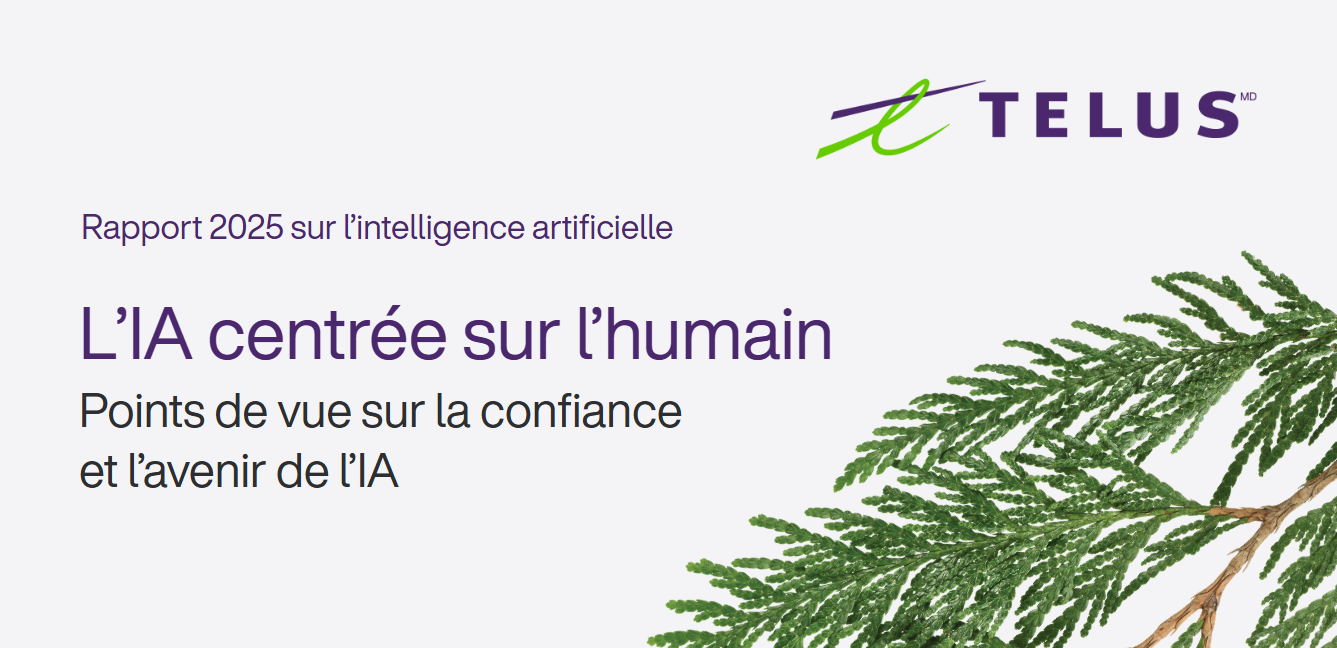 TELUS MD
Rapport 2025 sur l’intelligence artificielle
L’IA centrée sur l’humain
Points de vue sur la confiance
et l’avenir de l’IA